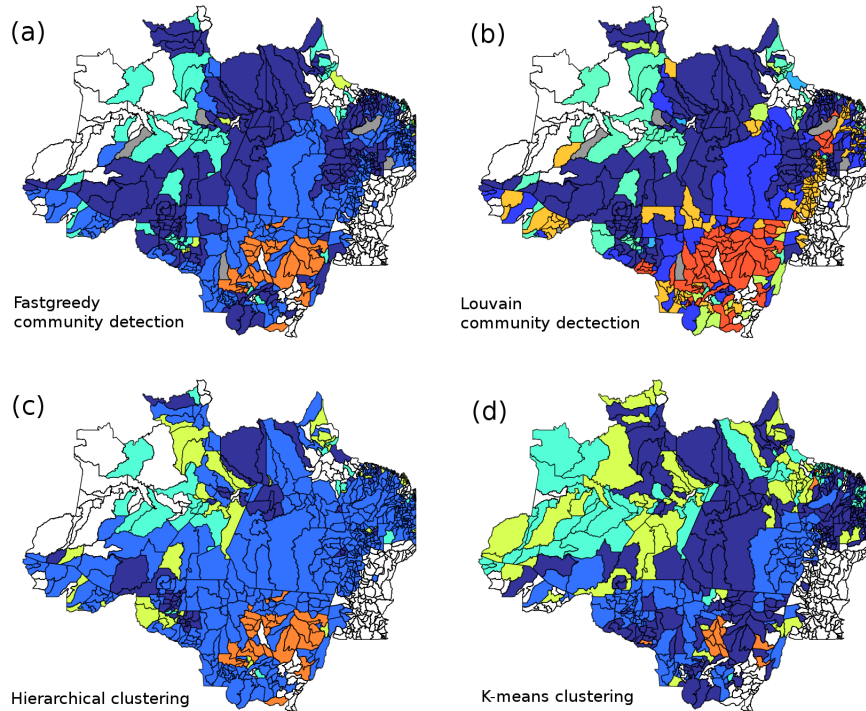 (a)
(b)
Fastgreedy
community detection
Louvain
community dectection
(c)
(d)
Hierarchical clustering
K-means clustering